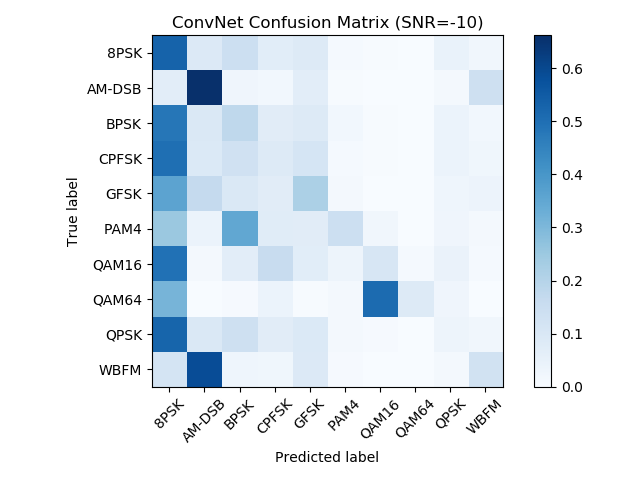 ConvNet Confusion Matrix (SNR=-10)
8PSK
AM-DSB
BPSK
CPFSK
GFSK
PAM4
QAM16
QAM64
QPSK
WBFM
True label
8PSK
AM-DSB
BPSK
CPFSK
GFSK
PAM4
QAM16
QAM64
QPSK
WBFM
Predicted label
0.6
0.5
0.4
0.3
0.2
0.1
0.0